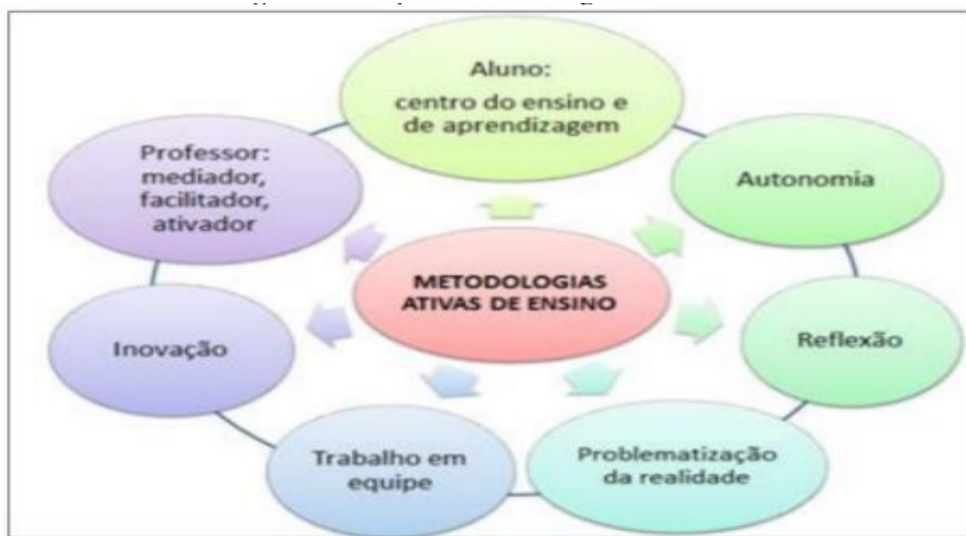 Aluno:
centro do ensino e
de aprendizagem
Autonomia
Reflexão
Problematização
da realidade
Trabalho em
equipe
Inovação
Professor:
mediador,
facilitador,
ativador
METODOLOGIAS
ATIVAS DE ENSINO